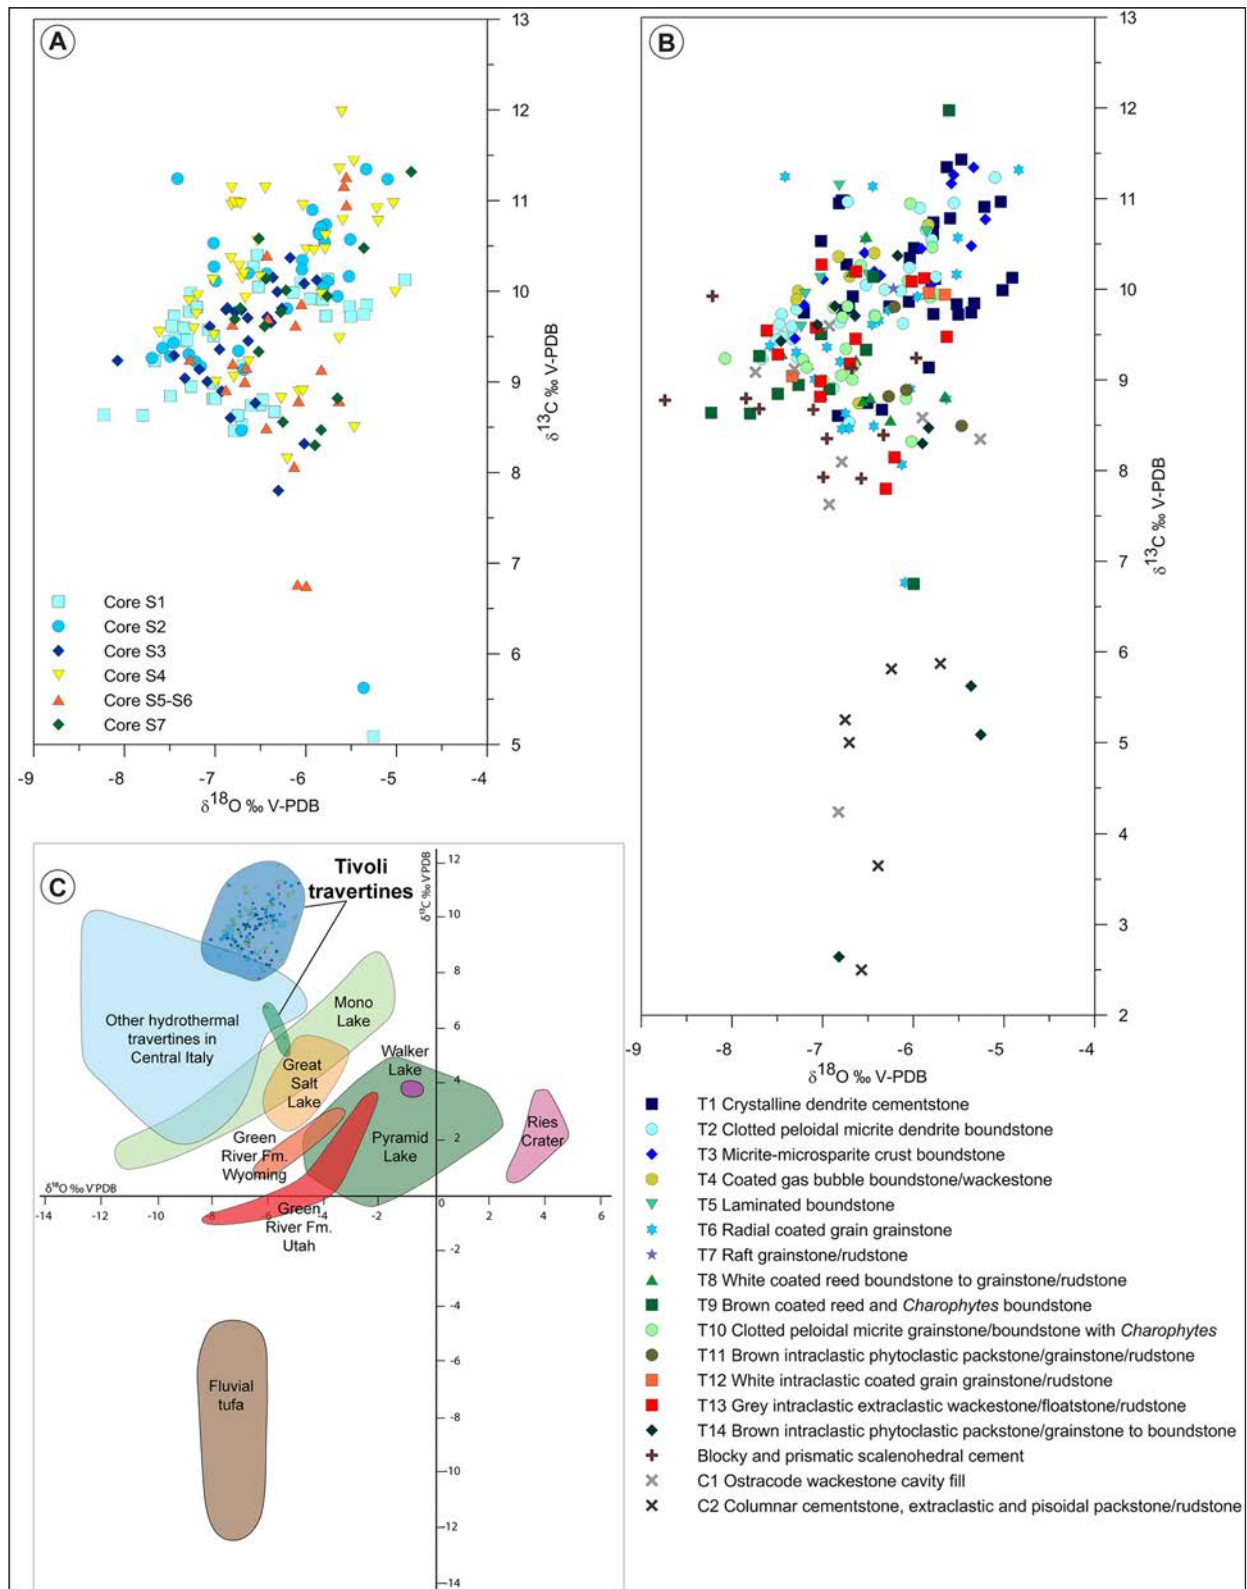 A
13
12
11
10
9
8
7
6
5
δ13C ‰ V-PDB
Core S1
Core S2
Core S3
Core S4
Core S5-S6
Core S7
-9
-8
-7
-6
-5
-4
δ18O ‰ V-PDB
B
13
12
11
10
9
8
7
6
5
4
3
2
δ13C ‰ V-PDB
-9
-8
-7
-6
-5
-4
δ18O ‰ V-PDB
T1 Crystalline dendrite cementstone
T2 Clotted peloidal micrite dendrite boundstone
T3 Micrite-microsparite crust boundstone
T4 Coated gas bubble boundstone/wackestone
T5 Laminated boundstone
T6 Radial coated grain grainstone
T7 Raft grainstone/rudstone
T8 White coated reed boundstone to grainstone/rudstone
T9 Brown coated reed and Charophytes boundstone
T10 Clotted peloidal micrite grainstone/boundstone with Charophytes
T11 Brown intraclastic phytoclastic packstone/grainstone/rudstone
T12 White intraclastic coated grain grainstone/rudstone
T13 Grey intraclastic extraclastic wackestone/floatstone/rudstone
T14 Brown intraclastic phytoclastic packstone/grainstone to boundstone
Blocky and prismatic scalenohedral cement
C1 Ostracode wackestone cavity fill
C2 Columnar cementstone, extraclastic and pisoidal packstone/rudstone
C
Tivoli
travertines
δ13C ‰ V'PDB
12
10
8
6
4
2
0
-2
-4
-6
-8
-10
-12
-14
Other hydrothermal
travertines in
Central Italy
Mono
Lake
Great
Salt
Lake
Walker
Lake
Green
River Fm.
Wyoming
Pyramid
Lake
Ries
Crater
δ18O ‰ V'PDB
-14
-12
-10
-8
-6
-4
-2
2
4
6
Green
River Fm.
Utah
Fluvial
tufa